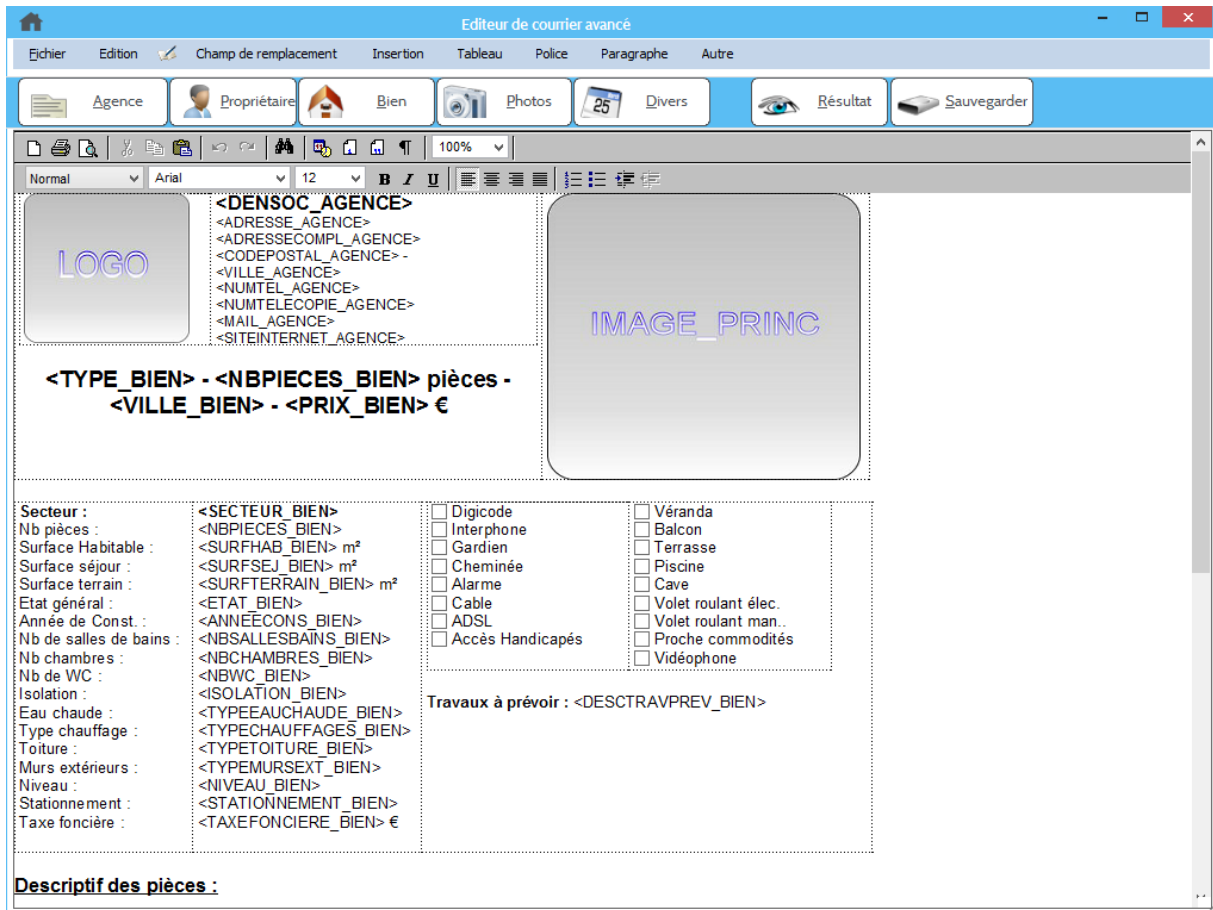 Editeur de courrier avancé
Fichier Edition Champ de remplacement Insertion Tableau Police Paragraphe Autre
Agence Propriétaire Bien Photos 25 Divers Résultat Sauvegarder
100%
Normal Arial 12 B I U
LOGO
<DENSOC_AGENCE>
<ADRESSE_AGENCE>
<ADRESSECOMPL_AGENCE>
<CODEPOSTAL_AGENCE> -
<VILLE_AGENCE>
<NUMTEL_AGENCE>
<NUMTELECOPIE_AGENCE>
<MAIL_AGENCE>
<SITEINTERNET_AGENCE>
IMAGE_PRINC
<TYPE_BIEN> - <NBPIECES_BIEN> pièces -
<VILLE_BIEN> - <PRIX_BIEN> €
Secteur : <SECTEUR_BIEN>
Nb pièces : <NBPIECES_BIEN>
Surface Habitable : <SURFHAB_BIEN> m²
Surface séjour : <SURFSEJ_BIEN> m²
Surface terrain : <SURFTERRAIN_BIEN> m²
Etat général : <ETAT_BIEN>
Année de Const. : <ANNEECONS_BIEN>
Nb de salles de bains : <NBSALLESBAINS_BIEN>
Nb chambres : <NBCHAMBRES_BIEN>
Nb de WC : <NBWC_BIEN>
Isolation : <ISOLATION_BIEN>
Eau chaude : <TYPEEAUCHAUDE_BIEN>
Type chauffage : <TYPECHAUFFAGES_BIEN>
Toiture : <TYPETOITURE_BIEN>
Murs extérieurs : <TYPEMURSEXT_BIEN>
Niveau : <NIVEAU_BIEN>
Stationnement : <STATIONNEMENT_BIEN>
Taxe foncière : <TAXEFONCIERE_BIEN> €
Digicode
Interphone
Gardien
Cheminée
Alarme
Cable
ADSL
Accès Handicapés
Véranda
Balcon
Terrasse
Piscine
Cave
Volet roulant élec.
Volet roulant man..
Proche commodités
Vidéophone
Travaux à prévoir : <DESCTRAVPREV_BIEN>
Descriptif des pièces :